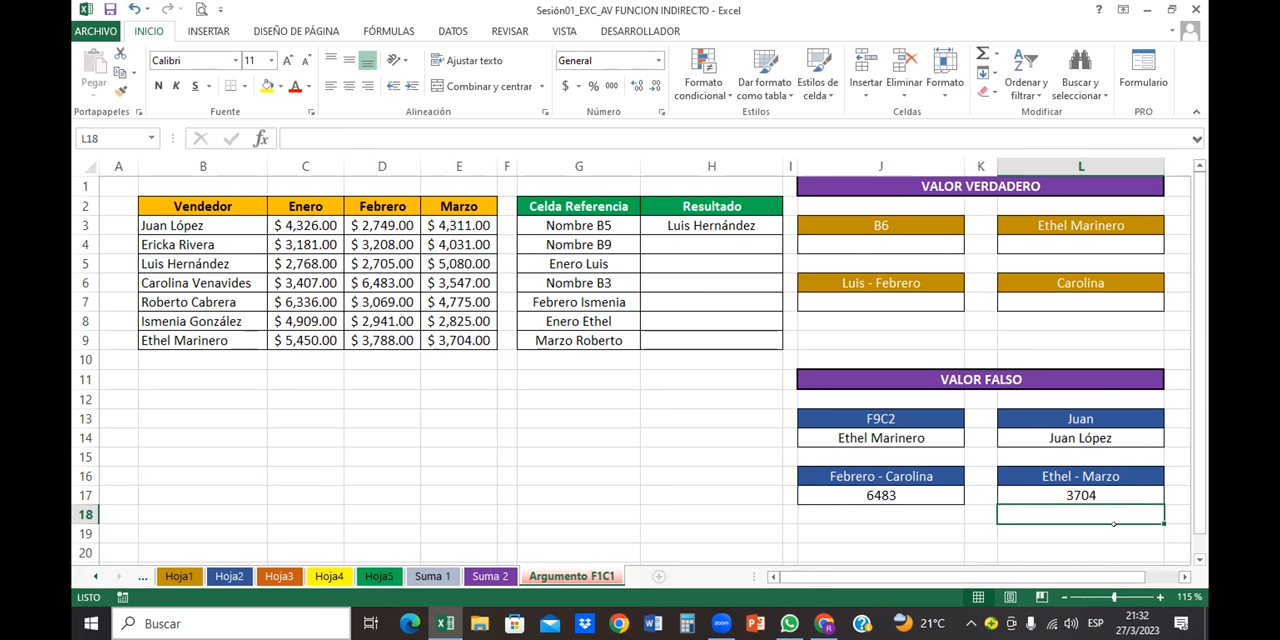 Sesión01_EXC_AV FUNCION INDIRECTO - Excel
ARCHIVO INICIO INSERTAR DISEÑO DE PÁGINA FÓRMULAS DATOS REVISAR VISTA DESARROLLADOR
Pegar
Calibri 11
N K S
Ajustar texto
Combinar y centrar
General
$ % 000
Formato condicional
Dar formato como tabla
Estilos de celda
Insertar
Eliminar
Formato
Ordenar y filtrar
Buscar y seleccionar
Formulario
Portapapeles Fuente Alineación Número Estilos Celdas Modificar PRO
L18 fx
A B C D E F G H I J K L
1 VALOR VERDADERO
2 Vendedor Enero Febrero Marzo Celda Referencia Resultado
3 Juan López $ 4,326.00 $ 2,749.00 $ 4,311.00 Nombre B5 Luis Hernández B6 Ethel Marinero
4 Ericka Rivera $ 3,181.00 $ 3,208.00 $ 4,031.00 Nombre B9
5 Luis Hernández $ 2,768.00 $ 2,705.00 $ 5,080.00 Enero Luis
6 Carolina Venavides $ 3,407.00 $ 6,483.00 $ 3,547.00 Nombre B3 Luis - Febrero Carolina
7 Roberto Cabrera $ 6,336.00 $ 3,069.00 $ 4,775.00 Febrero Ismenia
8 Ismenia González $ 4,909.00 $ 2,941.00 $ 2,825.00 Enero Ethel
9 Ethel Marinero $ 5,450.00 $ 3,788.00 $ 3,704.00 Marzo Roberto
10
11 VALOR FALSO
12
13 F9C2 Juan
14 Ethel Marinero Juan López
15
16 Febrero - Carolina Ethel - Marzo
17 6483 3704
18
19
20
... Hoja1 Hoja2 Hoja3 Hoja4 Hoja5 Suma 1 Suma 2 Argumento F1C1
LISTO 115 %
Buscar 21°C ESP 21:32
27/3/2023